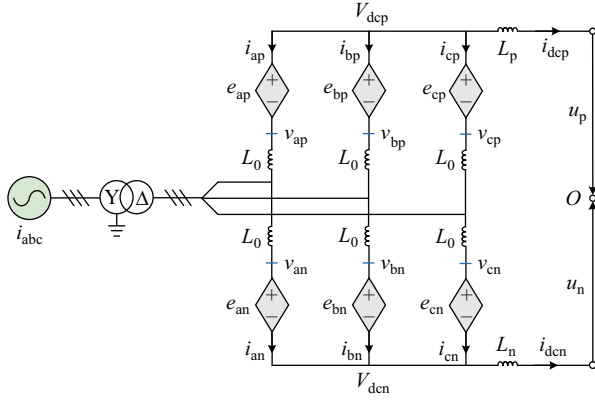 V_dcp
i_ap i_bp i_cp L_p i_dcp
e_ap e_bp e_cp u_p
v_ap v_bp v_cp
L_0 L_0 L_0
Y Δ O
i_abc
L_0 L_0 L_0
v_an v_bn v_cn
e_an e_bn e_cn u_n
i_an i_bn i_cn L_n i_dcn
V_dcn